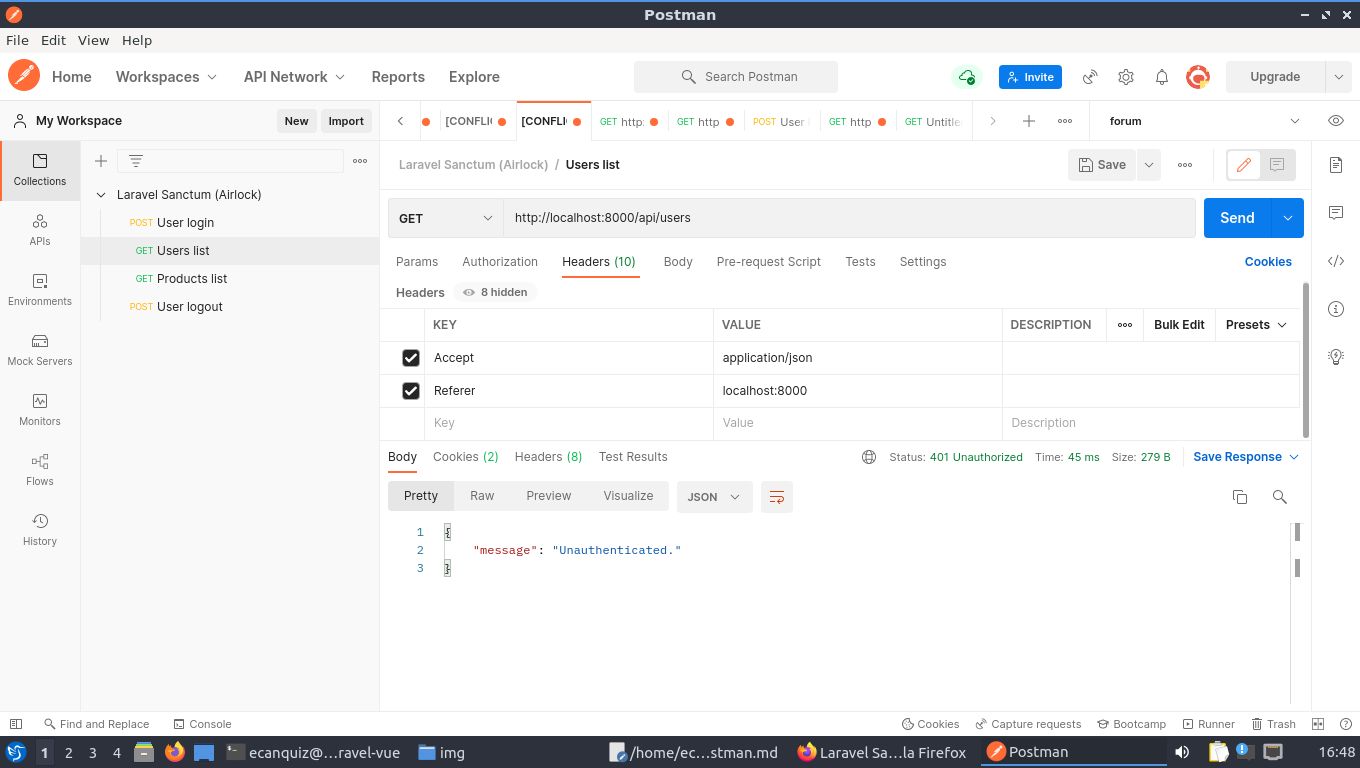 Postman
File Edit View Help
Home Workspaces API Network Reports Explore Search Postman Invite Upgrade
My Workspace New Import [CONFLI [CONFLI GET http: GET http POST User GET http GET Untitle forum
Collections
APIs
Environments
Mock Servers
Monitors
Flows
History
Laravel Sanctum (Airlock)
POST User login
GET Users list
GET Products list
POST User logout
Laravel Sanctum (Airlock) / Users list Save
GET http://localhost:8000/api/users Send
Params Authorization Headers (10) Body Pre-request Script Tests Settings Cookies
Headers 8 hidden
KEY VALUE DESCRIPTION Bulk Edit Presets
Accept application/json
Referer localhost:8000
Key Value Description
Body Cookies (2) Headers (8) Test Results Status: 401 Unauthorized Time: 45 ms Size: 279 B Save Response
Pretty Raw Preview Visualize JSON
1 {
2 "message": "Unauthenticated."
3 }
Find and Replace Console Cookies Capture requests Bootcamp Runner Trash
1 2 3 4 ecanquiz@...ravel-vue img /home/ec...stman.md Laravel Sa...la Firefox Postman 16:48